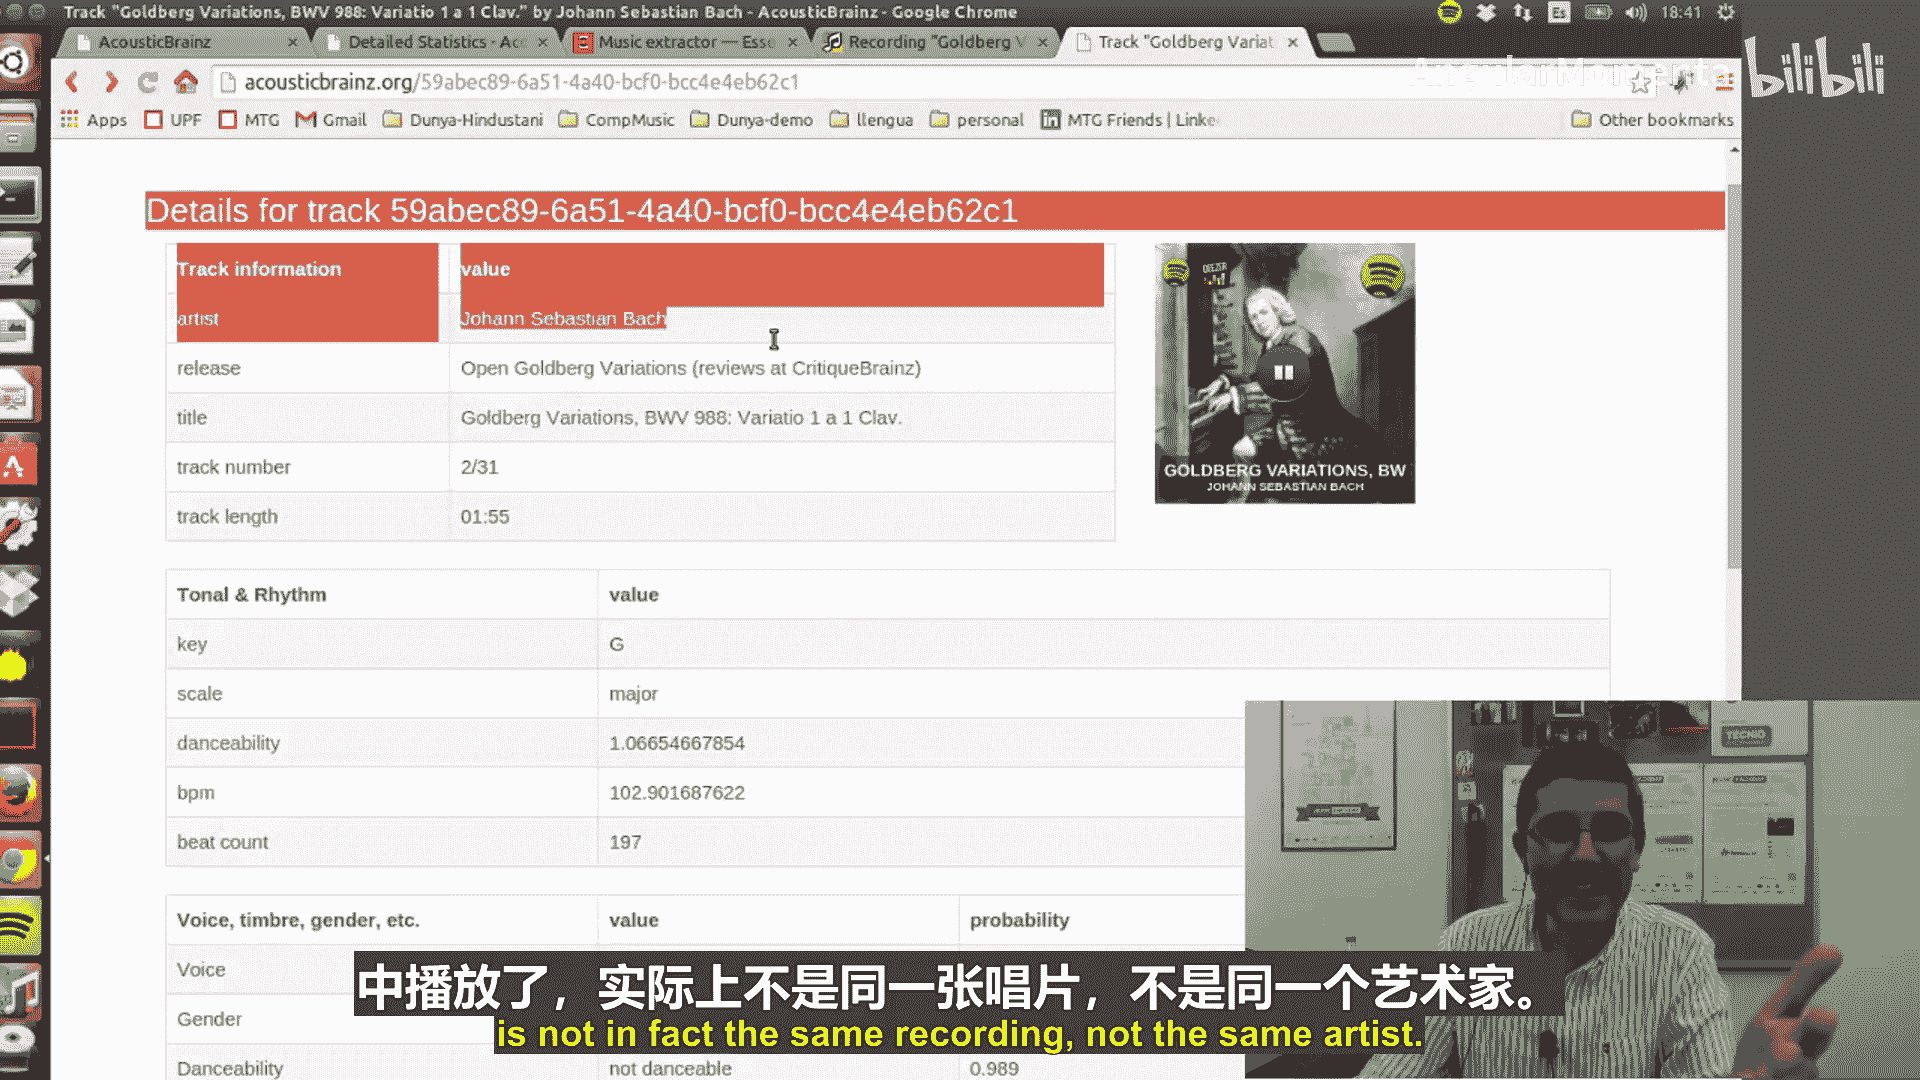 Track "Goldberg Variations, BWV 988: Variatio 1 a 1 Clav." by Johann Sebastian Bach - AcousticBrainz - Google Chrome
Es
18:41
AcousticBrainz
Detailed Statistics - Aco
Music extractor — Esse
Recording "Goldberg V
Track "Goldberg Variat
acousticbrainz.org/59abec89-6a51-4a40-bcf0-bcc4e4eb62c1
AngularMomenta
bilibili
Apps
UPF
MTG
Gmail
Dunya-Hindustani
CompMusic
Dunya-demo
llengua
personal
MTG Friends | Linke
Other bookmarks
Details for track 59abec89-6a51-4a40-bcf0-bcc4e4eb62c1
Track information value
artist Johann Sebastian Bach
release Open Goldberg Variations (reviews at CritiqueBrainz)
title Goldberg Variations, BWV 988: Variatio 1 a 1 Clav.
track number 2/31
track length 01:55
DEEZER
GOLDBERG VARIATIONS, BW
JOHANN SEBASTIAN BACH
Tonal & Rhythm value
key G
scale major
danceability 1.06654667854
bpm 102.901687622
beat count 197
Voice, timbre, gender, etc. value probability
Voice
Gender
Danceability not danceable 0.989
TECNIO
中播放了，实际上不是同一张唱片，不是同一个艺术家。
is not in fact the same recording, not the same artist.